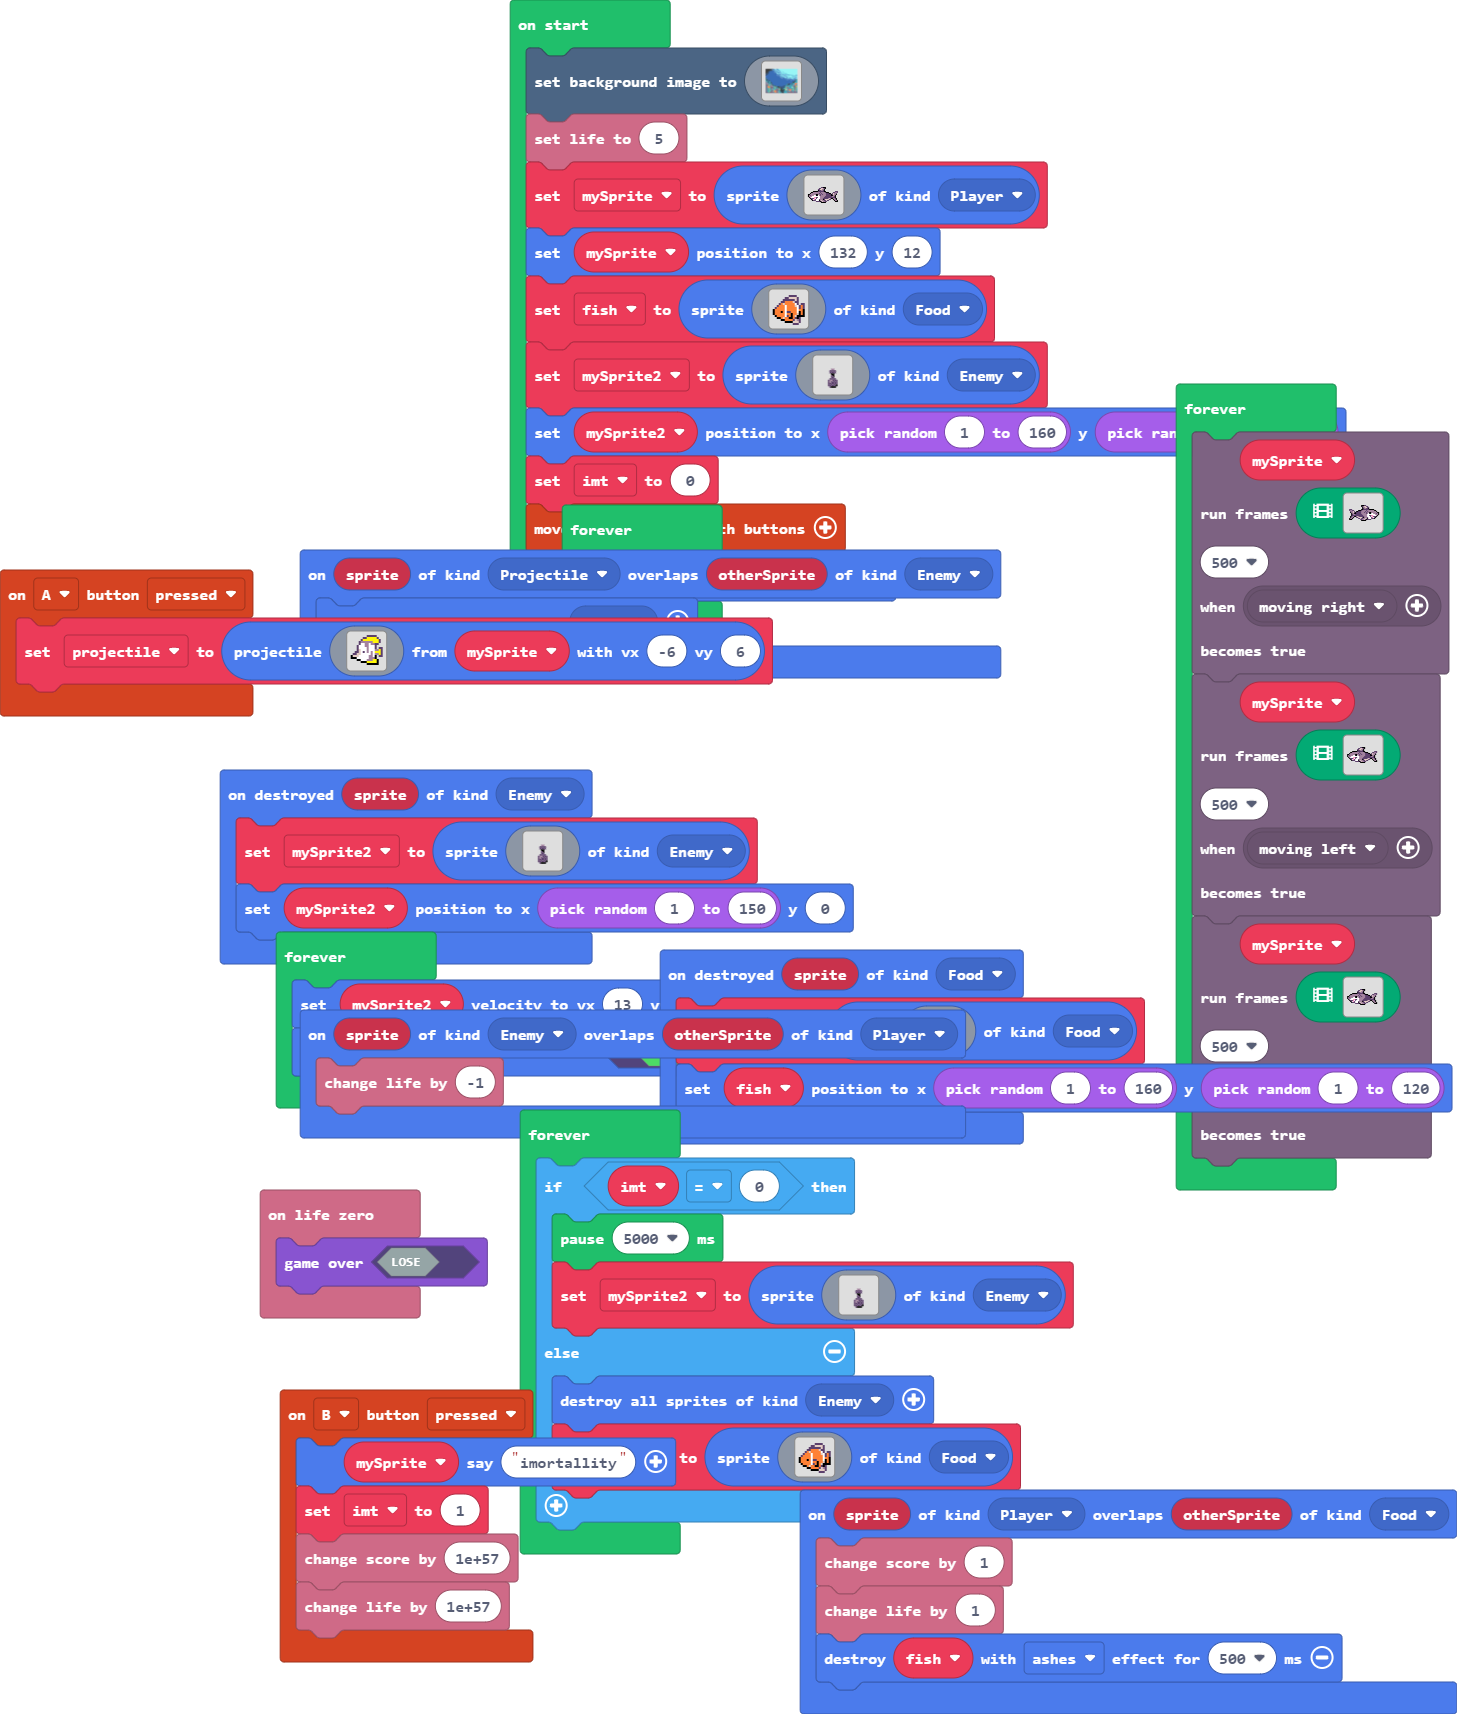 on start
set background image to
set life to 5
set mySprite to sprite of kind Player
set mySprite position to x 132 y 12
set fish to sprite of kind Food
set mySprite2 to sprite of kind Enemy
set mySprite2 position to x pick random 1 to 160 y pick ran
set imt to 0
buttons
forever
on sprite of kind Projectile overlaps otherSprite of kind Enemy
on A button pressed
set projectile to projectile from mySprite with vx -6 vy 6
forever
mySprite
run frames
500
when moving right
becomes true
mySprite
run frames
500
when moving left
becomes true
mySprite
run frames
500
becomes true
on destroyed sprite of kind Enemy
set mySprite2 to sprite of kind Enemy
set mySprite2 position to x pick random 1 to 150 y 0
forever
set mySprite2 velocity to vx 13
on destroyed sprite of kind Food
of kind Food
set fish position to x pick random 1 to 160 y pick random 1 to 120
on sprite of kind Enemy overlaps otherSprite of kind Player
change life by -1
forever
if imt = 0 then
pause 5000 ms
set mySprite2 to sprite of kind Enemy
else
destroy all sprites of kind Enemy
to sprite of kind Food
on life zero
game over LOSE
on B button pressed
mySprite say "imortallity"
set imt to 1
change score by 1e+57
change life by 1e+57
on sprite of kind Player overlaps otherSprite of kind Food
change score by 1
change life by 1
destroy fish with ashes effect for 500 ms